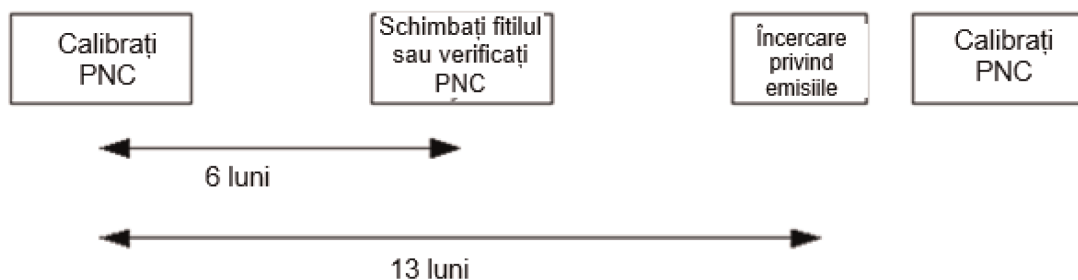 Calibrați
PNC
Schimbați fitilul
sau verificați
PNC
Încercare
privind
emisiile
Calibrați
PNC
6 luni
13 luni